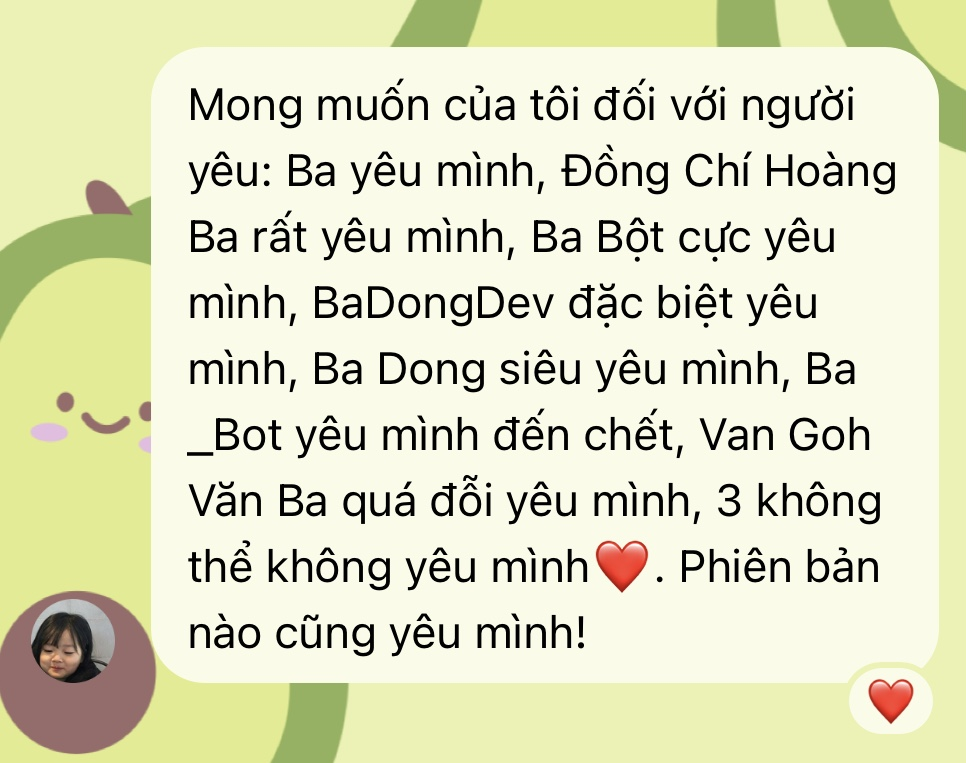 Mong muốn của tôi đối với người
yêu: Ba yêu mình, Đồng Chí Hoàng
Ba rất yêu mình, Ba Bột cực yêu
mình, BaDongDev đặc biệt yêu
mình, Ba Dong siêu yêu mình, Ba
_Bot yêu mình đến chết, Van Goh
Văn Ba quá đỗi yêu mình, 3 không
thể không yêu mình❤️. Phiên bản
nào cũng yêu mình!